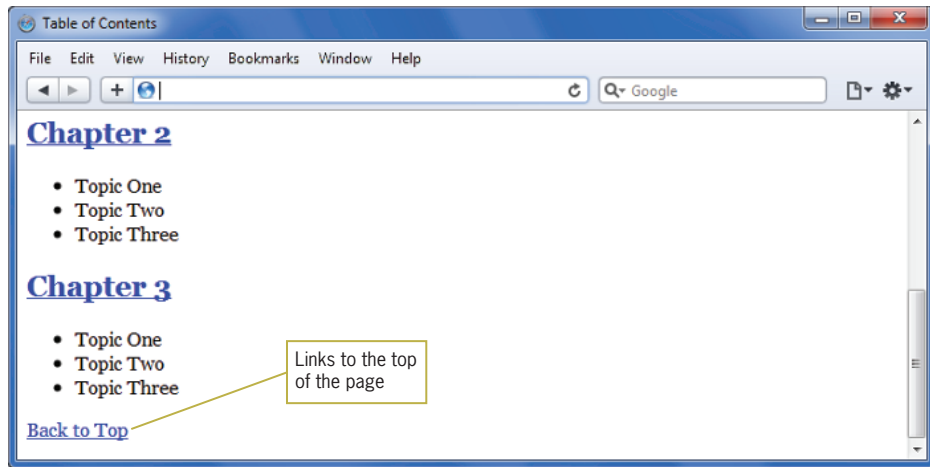 Table of Contents
File Edit View History Bookmarks Window Help
Google
Chapter 2
• Topic One
• Topic Two
• Topic Three
Chapter 3
• Topic One
• Topic Two
• Topic Three
Links to the top
of the page
Back to Top